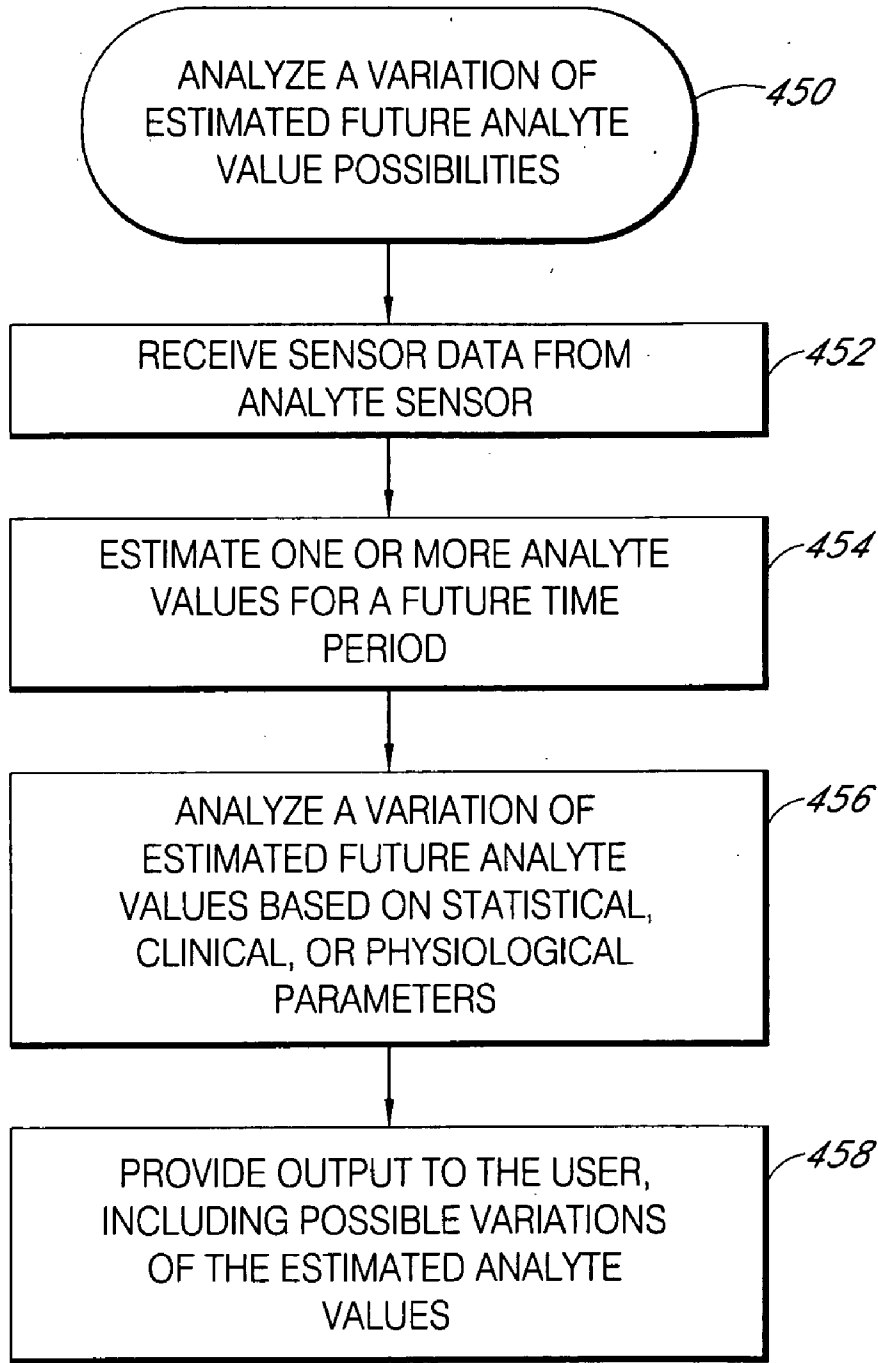 ANALYZE A VARIATION OF
ESTIMATED FUTURE ANALYTE
VALUE POSSIBILITIES
450
RECEIVE SENSOR DATA FROM
ANALYTE SENSOR
452
ESTIMATE ONE OR MORE ANALYTE
VALUES FOR A FUTURE TIME
PERIOD
454
ANALYZE A VARIATION OF
ESTIMATED FUTURE ANALYTE
VALUES BASED ON STATISTICAL,
CLINICAL, OR PHYSIOLOGICAL
PARAMETERS
456
PROVIDE OUTPUT TO THE USER,
INCLUDING POSSIBLE VARIATIONS
OF THE ESTIMATED ANALYTE
VALUES
458